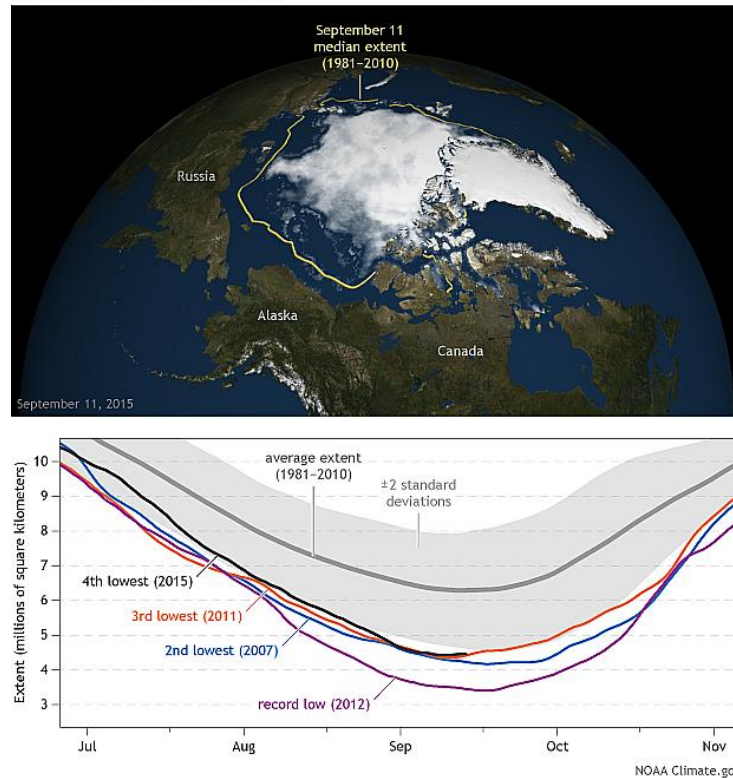 September 11
median extent
(1981–2010)
Russia
Alaska
Canada
September 11, 2015
Extent (millions of square kilometers)
10
9
8
7
6
5
4
3
average extent
(1981–2010)
±2 standard
deviations
4th lowest (2015)
3rd lowest (2011)
2nd lowest (2007)
record low (2012)
Jul
Aug
Sep
Oct
Nov
NOAA Climate.go